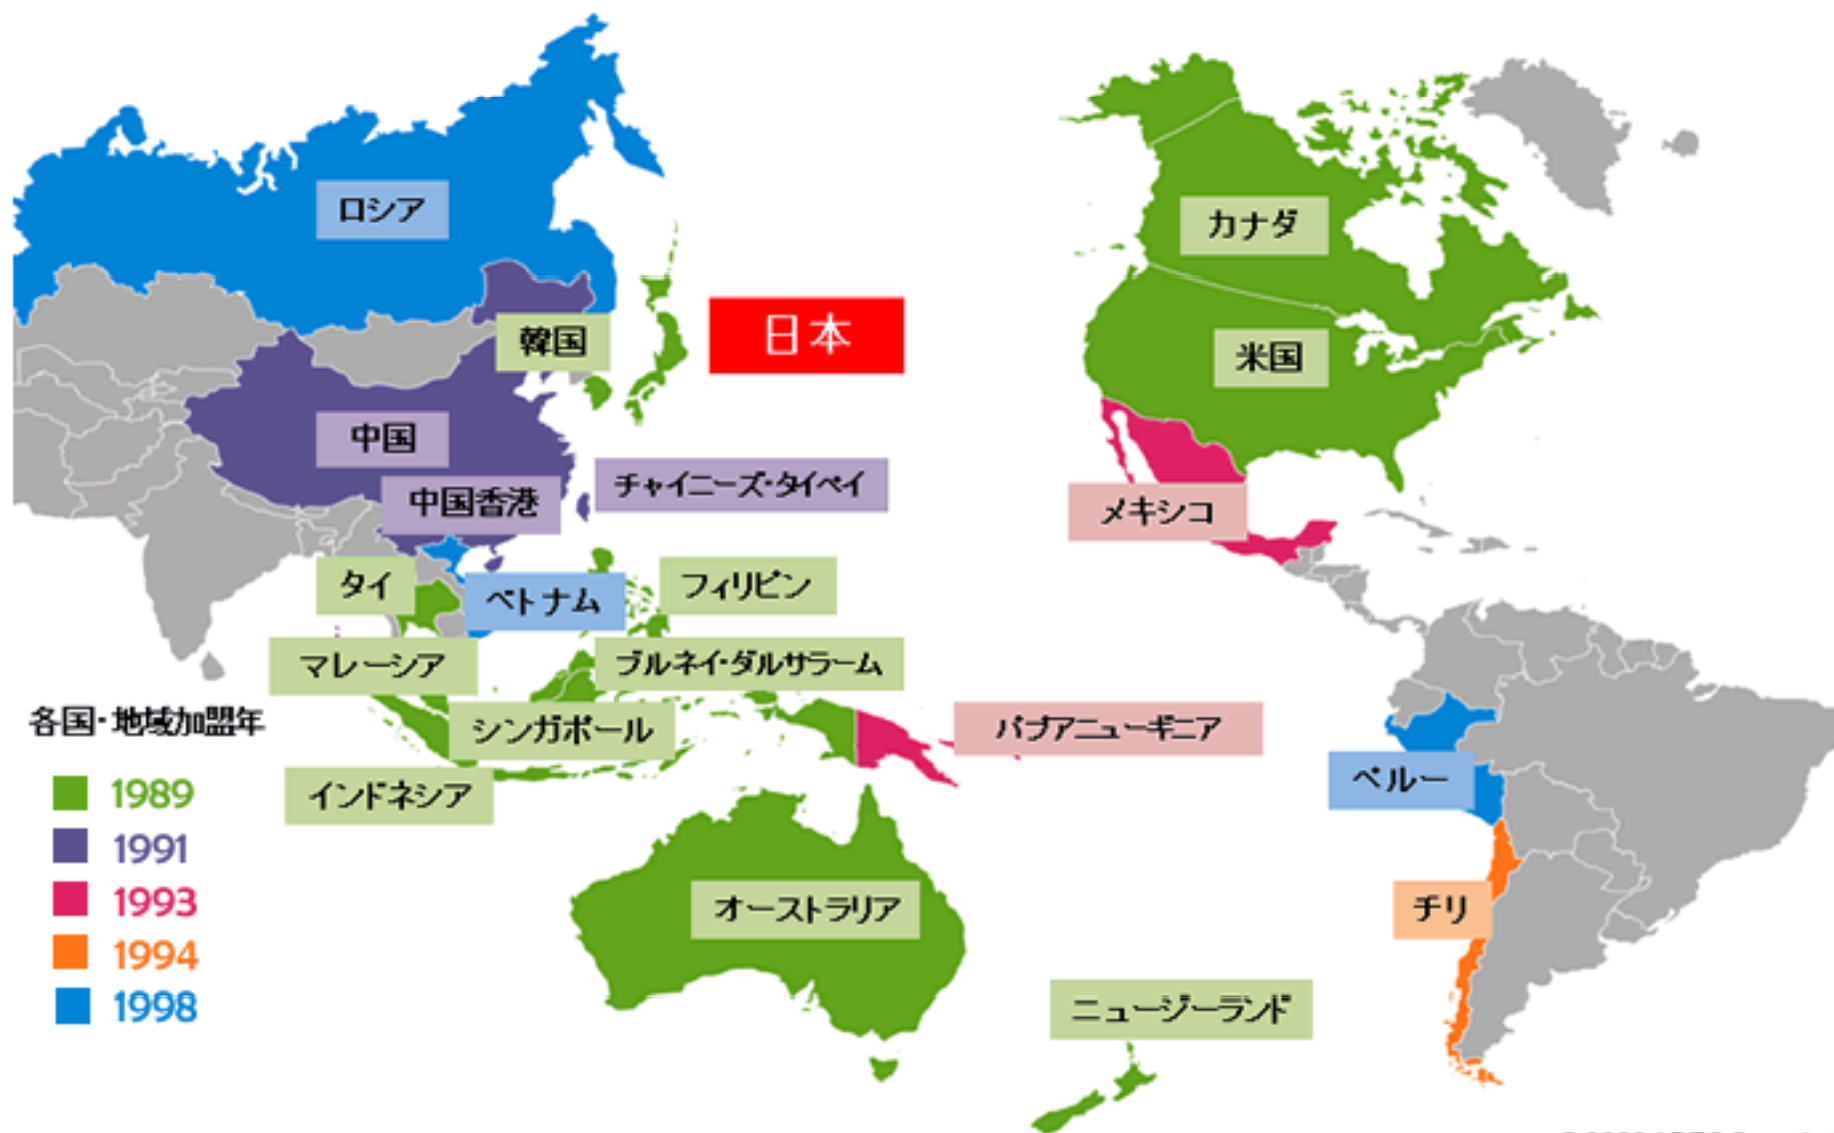 ロシア
カナダ
日本
韓国
米国
中国
チャイニーズ・タイペイ
中国香港
メキシコ
タイ
ベトナム
フィリピン
マレーシア
ブルネイ・ダルサラーム
各国・地域加盟年
シンガポール
パプアニューギニア
ペルー
インドネシア
1989
1991
1993
1994
1998
オーストラリア
チリ
ニュージーランド